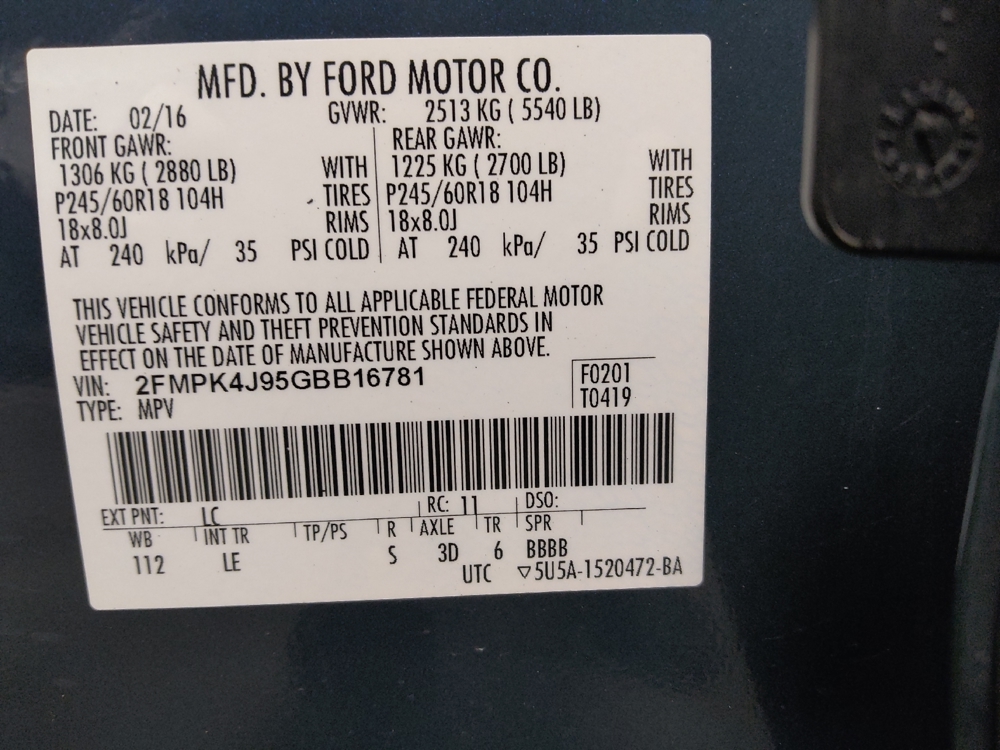 MFD. BY FORD MOTOR CO.
DATE: 02/16 GVWR: 2513 KG ( 5540 LB)
FRONT GAWR: REAR GAWR:
1306 KG ( 2880 LB) WITH 1225 KG ( 2700 LB) WITH
P245/60R18 104H TIRES P245/60R18 104H TIRES
18x8.0J RIMS 18x8.0J RIMS
AT 240 kPa/ 35 PSI COLD AT 240 kPa/ 35 PSI COLD
THIS VEHICLE CONFORMS TO ALL APPLICABLE FEDERAL MOTOR
VEHICLE SAFETY AND THEFT PREVENTION STANDARDS IN
EFFECT ON THE DATE OF MANUFACTURE SHOWN ABOVE.
VIN: 2FMPK4J95GBB16781 F0201
TYPE: MPV T0419
EXT PNT: LC RC: 11 DSO:
WB INT TR TP/PS R AXLE TR SPR
112 LE S 3D 6 BBBB
UTC ▽5U5A-1520472-BA